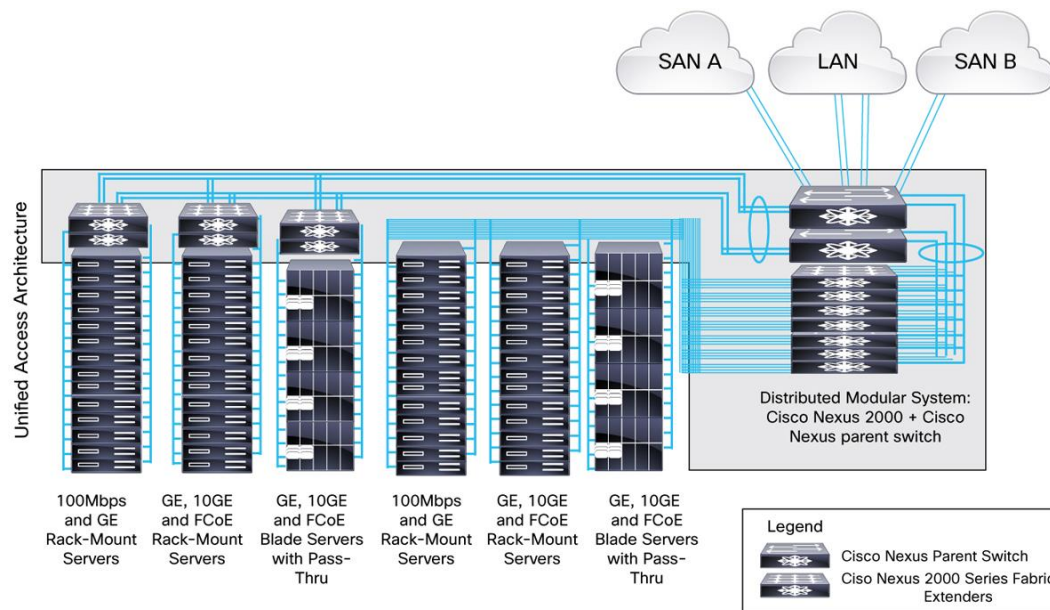 SAN A
LAN
SAN B
Unified Access Architecture
Distributed Modular System:
Cisco Nexus 2000 + Cisco
Nexus parent switch
100Mbps
and GE
Rack-Mount
Servers
GE, 10GE
and FCoE
Rack-Mount
Servers
GE, 10GE
and FCoE
Blade Servers
with Pass-
Thru
100Mbps
and GE
Rack-Mount
Servers
GE, 10GE
and FCoE
Rack-Mount
Servers
GE, 10GE
and FCoE
Blade Servers
with Pass-
Thru
Legend
Cisco Nexus Parent Switch
Ciso Nexus 2000 Series Fabric
Extenders